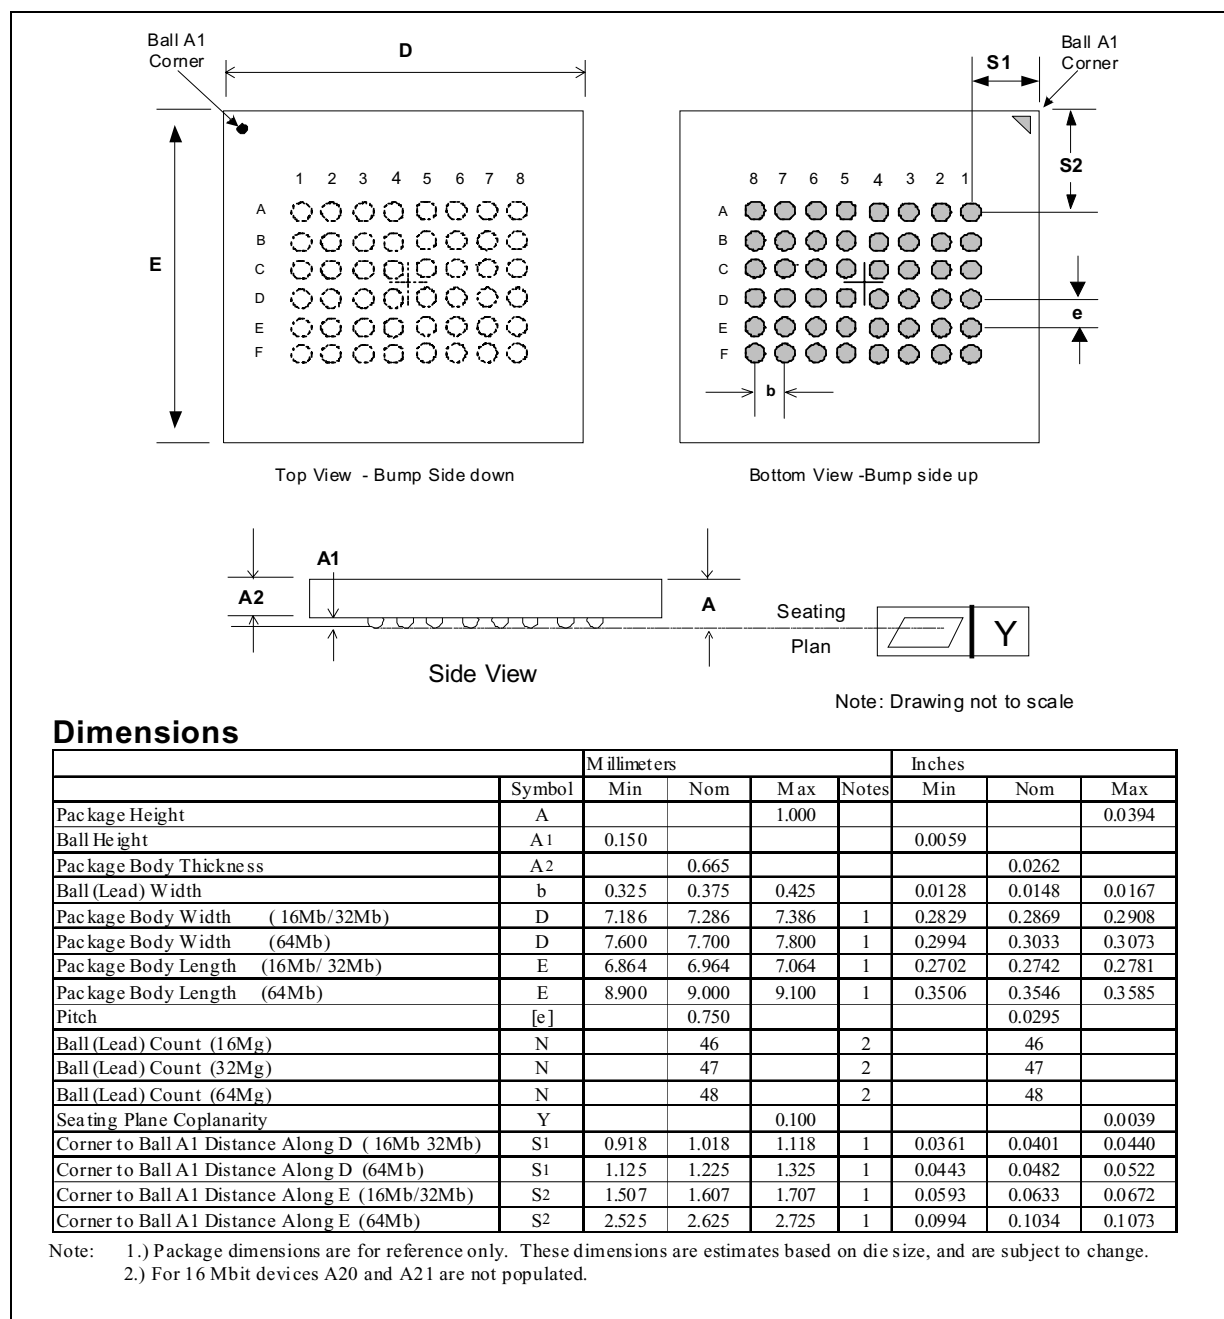 Ball A1
Corner
D
E
1 2 3 4 5 6 7 8
A
B
C
D
E
F
Top View - Bump Side down
Ball A1
Corner
S1
S2
8 7 6 5 4 3 2 1
A
B
C
D
E
F
e
b
Bottom View -Bump side up
A1
A2
A
Seating
Plan
Y
Side View
Note: Drawing not to scale
Dimensions
Millimeters Inches
Symbol Min Nom Max Notes Min Nom Max
Package Height A 1.000 0.0394
Ball Height A1 0.150 0.0059
Package Body Thickness A2 0.665 0.0262
Ball (Lead) Width b 0.325 0.375 0.425 0.0128 0.0148 0.0167
Package Body Width ( 16Mb/32Mb) D 7.186 7.286 7.386 1 0.2829 0.2869 0.2908
Package Body Width (64Mb) D 7.600 7.700 7.800 1 0.2994 0.3033 0.3073
Package Body Length (16Mb/ 32Mb) E 6.864 6.964 7.064 1 0.2702 0.2742 0.2781
Package Body Length (64Mb) E 8.900 9.000 9.100 1 0.3506 0.3546 0.3585
Pitch [e] 0.750 0.0295
Ball (Lead) Count (16Mg) N 46 2 46
Ball (Lead) Count (32Mg) N 47 2 47
Ball (Lead) Count (64Mg) N 48 2 48
Seating Plane Coplanarity Y 0.100 0.0039
Corner to Ball A1 Distance Along D ( 16Mb 32Mb) S1 0.918 1.018 1.118 1 0.0361 0.0401 0.0440
Corner to Ball A1 Distance Along D (64Mb) S1 1.125 1.225 1.325 1 0.0443 0.0482 0.0522
Corner to Ball A1 Distance Along E (16Mb/32Mb) S2 1.507 1.607 1.707 1 0.0593 0.0633 0.0672
Corner to Ball A1 Distance Along E (64Mb) S2 2.525 2.625 2.725 1 0.0994 0.1034 0.1073
Note: 1.) Package dimensions are for reference only. These dimensions are estimates based on die size, and are subject to change.
2.) For 16 Mbit devices A20 and A21 are not populated.